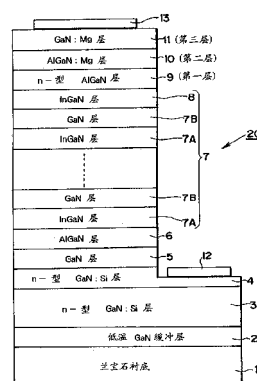 13
GaN:Mg 层 11 (第三层)
AlGaN:Mg 层 10 (第二层)
n-型 AlGaN 层 9 (第一层)
InGaN 层 8
GaN 层 7B
InGaN 层 7A
7
20
GaN 层 7B
InGaN 层 7A
AlGaN 层 6
GaN 层 5
12
n-型 GaN:Si 层 4
n-型 GaN:Si 层 3
低温 GaN 缓冲层 2
兰宝石衬底 1